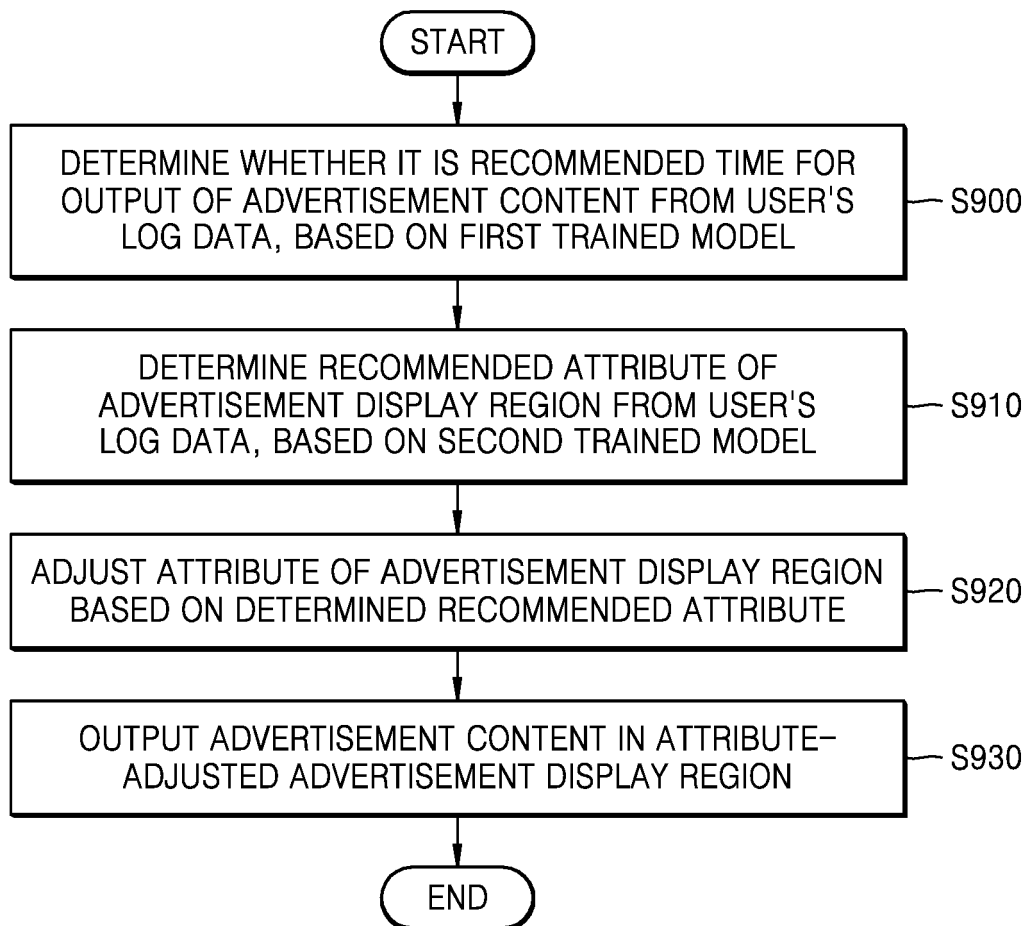 START
DETERMINE WHETHER IT IS RECOMMENDED TIME FOR
OUTPUT OF ADVERTISEMENT CONTENT FROM USER'S
LOG DATA, BASED ON FIRST TRAINED MODEL
S900
DETERMINE RECOMMENDED ATTRIBUTE OF
ADVERTISEMENT DISPLAY REGION FROM USER'S
LOG DATA, BASED ON SECOND TRAINED MODEL
S910
ADJUST ATTRIBUTE OF ADVERTISEMENT DISPLAY REGION
BASED ON DETERMINED RECOMMENDED ATTRIBUTE
S920
OUTPUT ADVERTISEMENT CONTENT IN ATTRIBUTE-
ADJUSTED ADVERTISEMENT DISPLAY REGION
S930
END